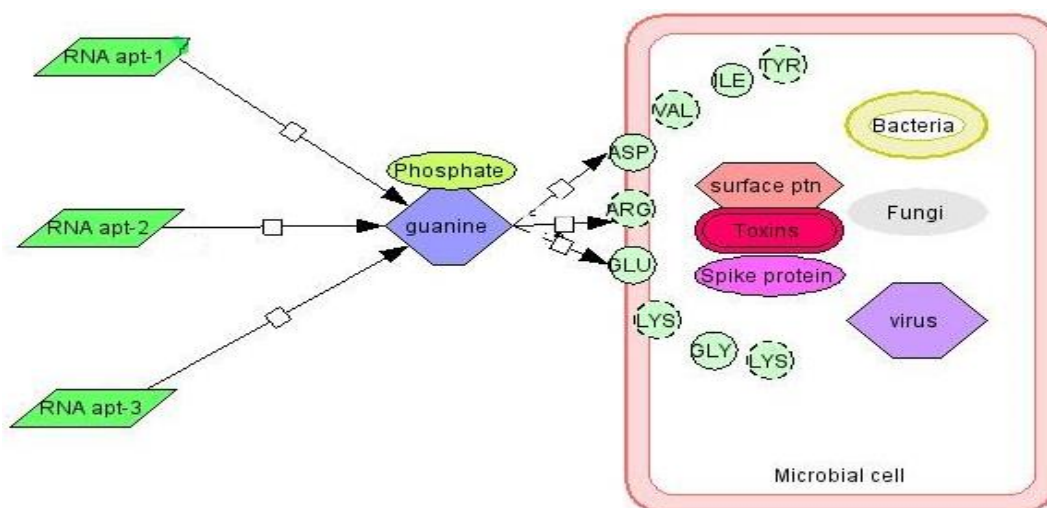 RNA apt-1
RNA apt-2
RNA apt-3
Phosphate
guanine
TYR
ILE
VAL
ASP
ARG
GLU
LYS
GLY
LYS
surface ptn
Toxins
Spike protein
Bacteria
Fungi
virus
Microbial cell